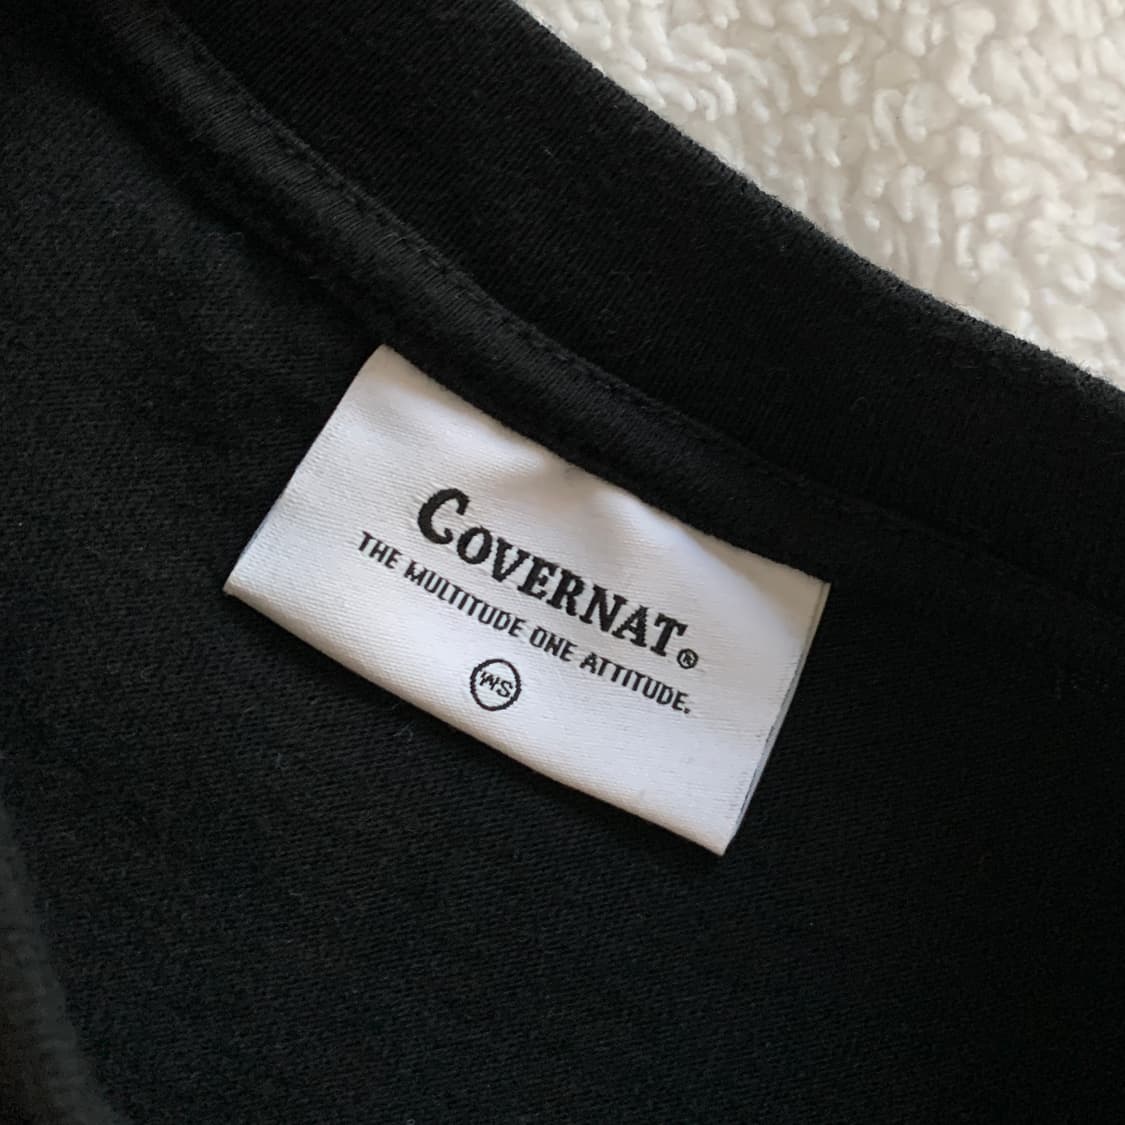 COVERNAT®
THE MULTITUDE ONE ATTITUDE.
WS